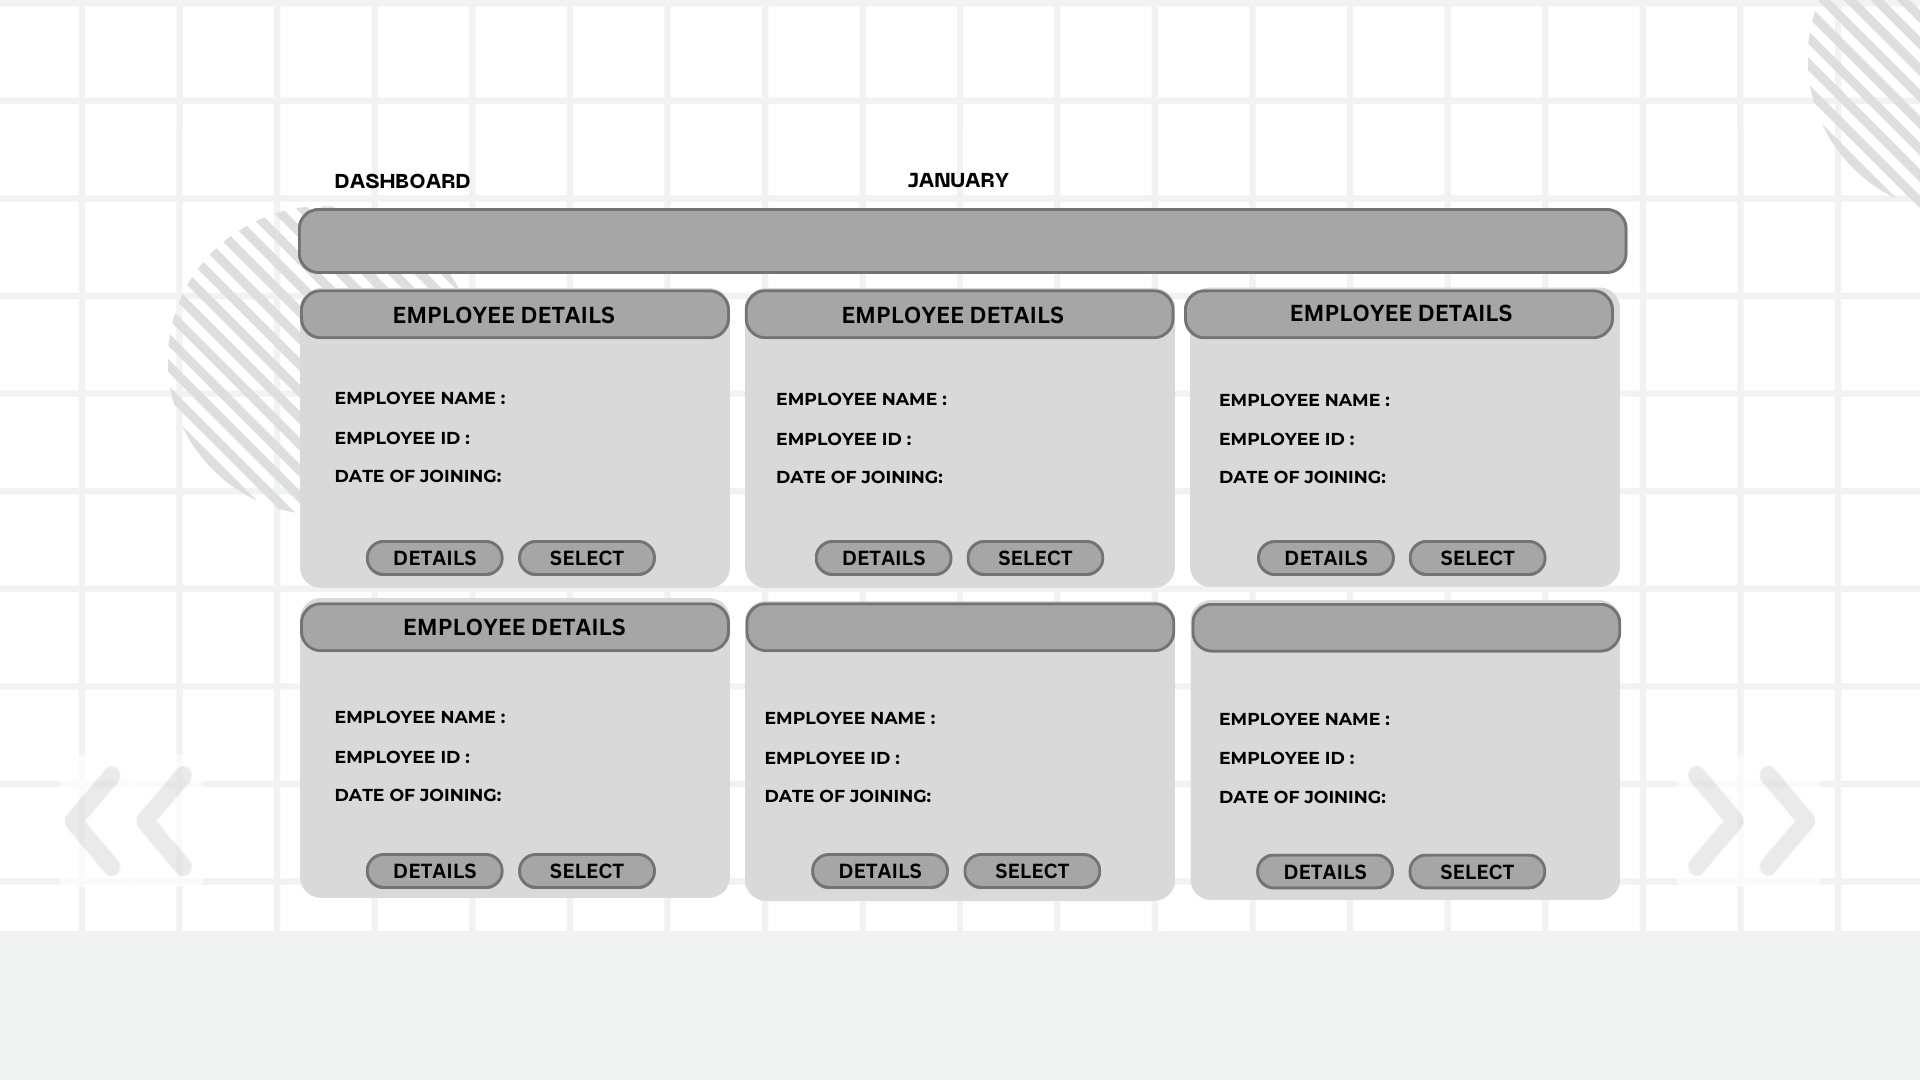 DASHBOARD
JANUARY
EMPLOYEE DETAILS
EMPLOYEE NAME :
EMPLOYEE ID :
DATE OF JOINING:
DETAILS
SELECT
EMPLOYEE DETAILS
EMPLOYEE NAME :
EMPLOYEE ID :
DATE OF JOINING:
DETAILS
SELECT
EMPLOYEE DETAILS
EMPLOYEE NAME :
EMPLOYEE ID :
DATE OF JOINING:
DETAILS
SELECT
EMPLOYEE DETAILS
EMPLOYEE NAME :
EMPLOYEE ID :
DATE OF JOINING:
DETAILS
SELECT
EMPLOYEE NAME :
EMPLOYEE ID :
DATE OF JOINING:
DETAILS
SELECT
EMPLOYEE NAME :
EMPLOYEE ID :
DATE OF JOINING:
DETAILS
SELECT